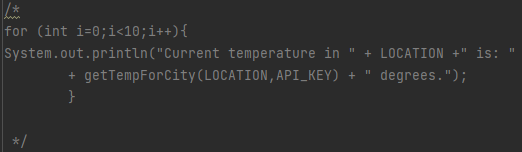 /*
for (int i=0;i<10;i++){
System.out.println("Current temperature in " + LOCATION +" is: "
        + getTempForCity(LOCATION,API_KEY) + " degrees.");
        }

 */